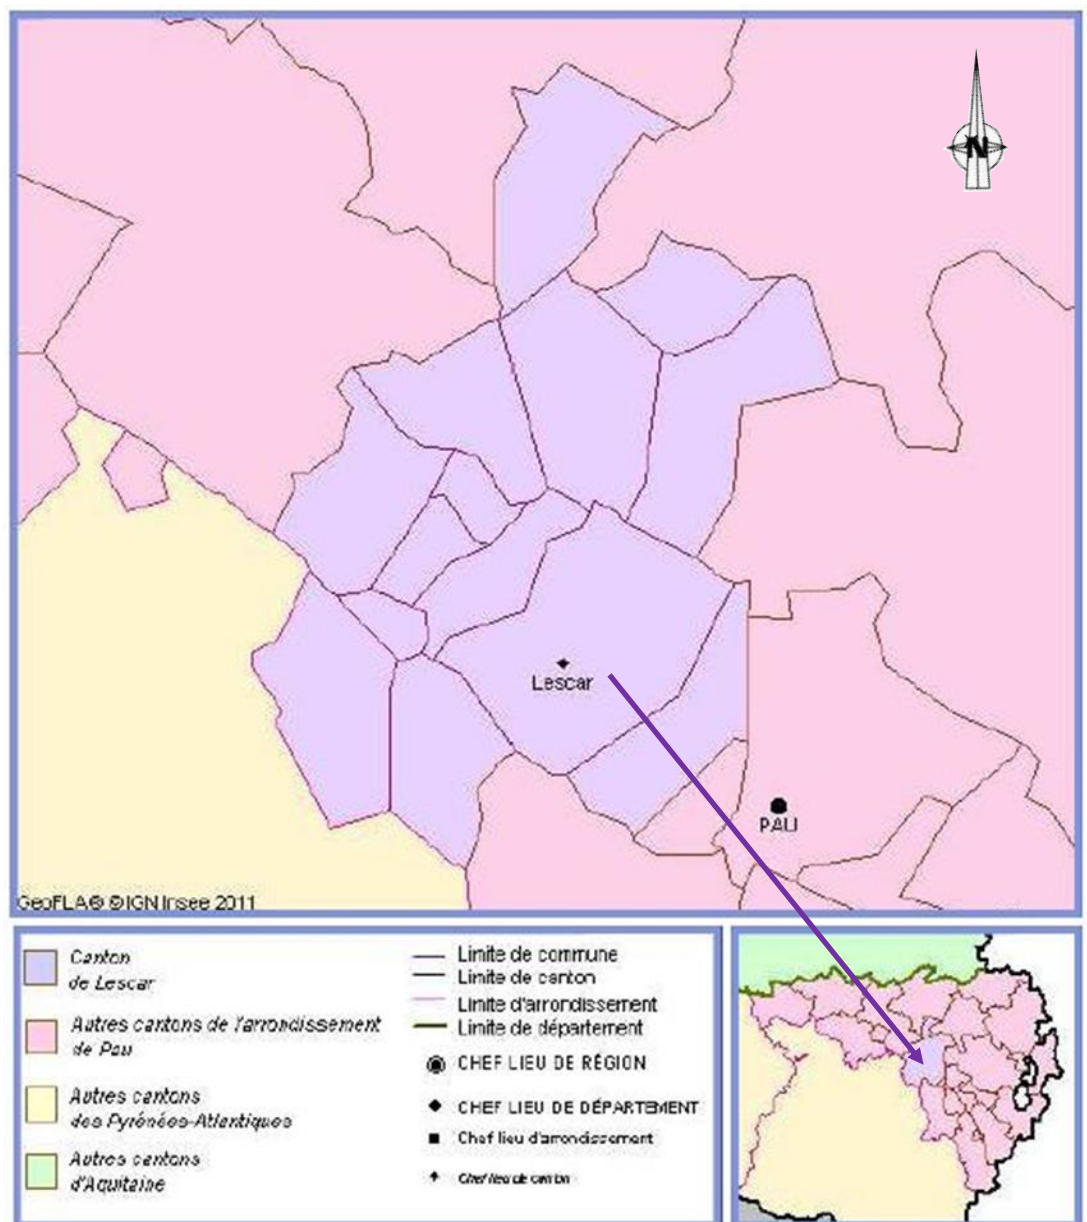 N
Lescar
PAU
GeoFLA® ©IGN Insee 2011
Canton
de Lescar
Autres cantons de l'arrondissement
de Pau
Autres cantons
des Pyrénées-Atlantiques
Autres cantons
d'Aquitaine
Limite de commune
Limite de canton
Limite d'arrondissement
Limite de département
CHEF LIEU DE RÉGION
CHEF LIEU DE DÉPARTEMENT
Chef lieu d'arrondissement
Chef lieu de canton